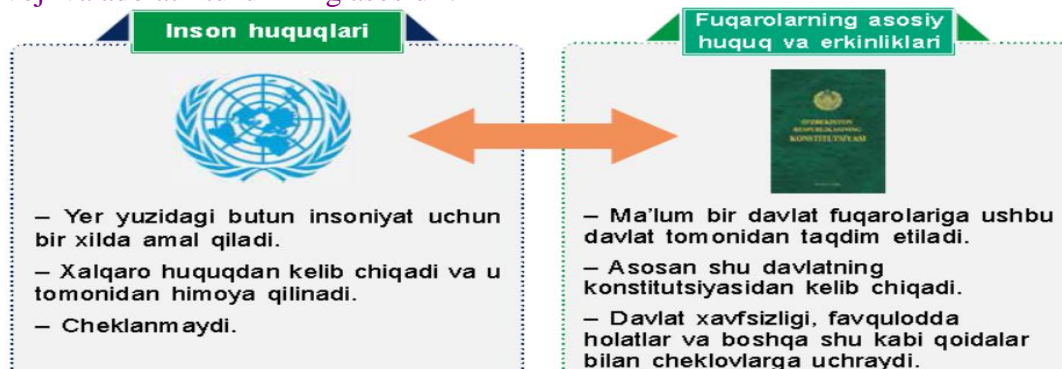 Inson huquqlari
– Yer yuzidagi butun insoniyat uchun
bir xilda amal qiladi.
– Xalqaro huquqdan kelib chiqadi va u
tomonidan himoya qilinadi.
– Cheklanmaydi.
Fuqarolarning asosiy
huquq va erkinliklari
KONSTITUTSIYASI
– Ma’lum bir davlat fuqarolariga ushbu
davlat tomonidan taqdim etiladi.
– Asosan shu davlatning
konstitutsiyasidan kelib chiqadi.
– Davlat xavfsizligi, favqulodda
holatlar va boshqa shu kabi qoidalar
bilan cheklovlarga uchraydi.